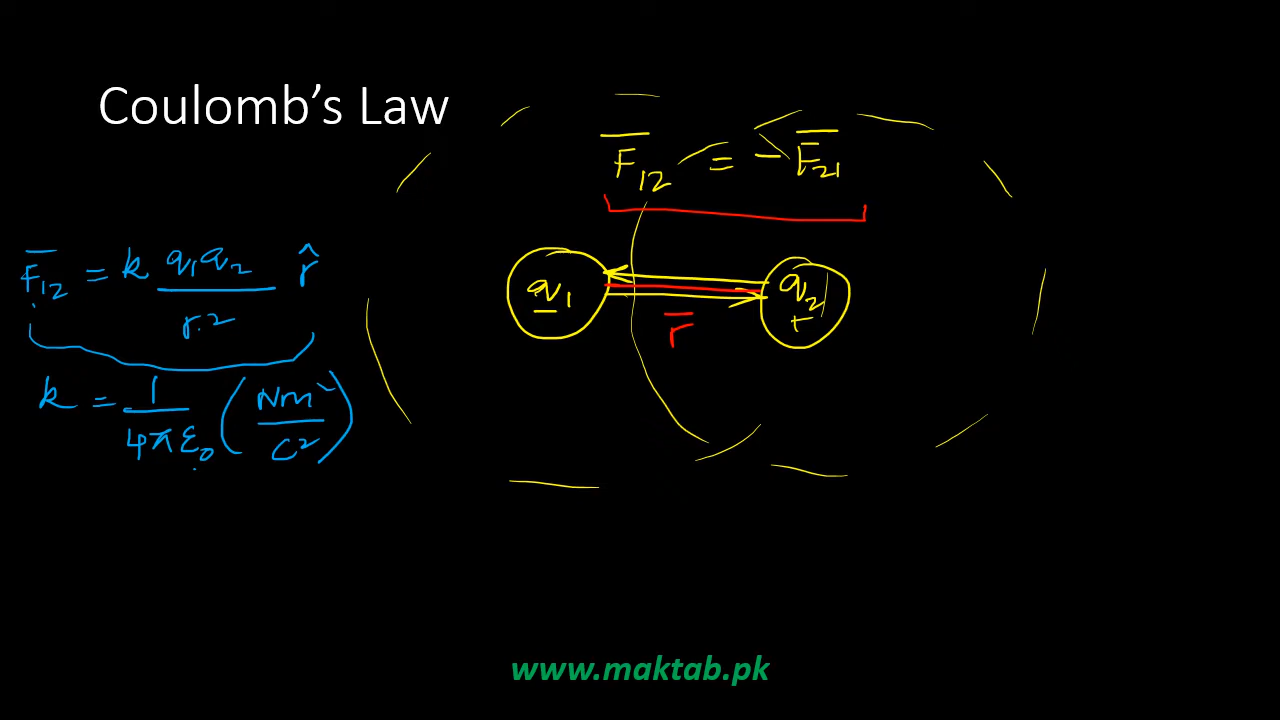 Coulomb's Law
F̅₁₂ = - F̅₂₁
F̅₁₂ = k q₁q₂ / r² r̂
q₁
q₂
-
+
r̅
k = 1 / 4πε₀ (Nm² / C²)
www.maktab.pk